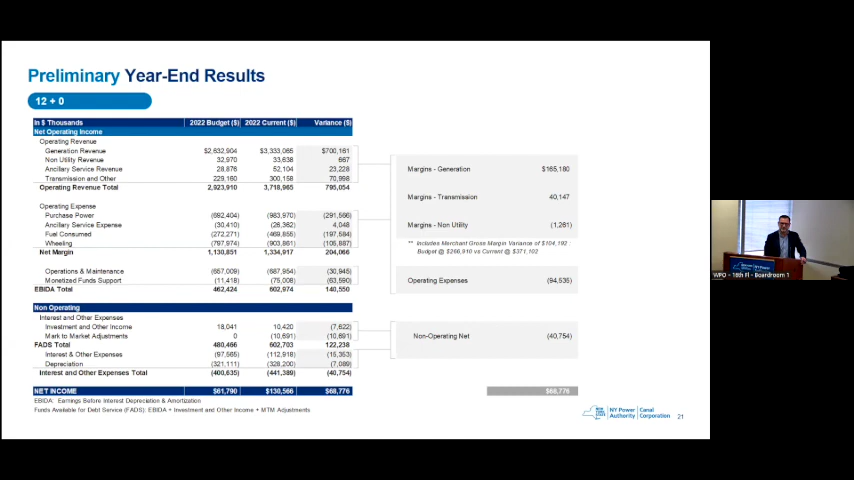 Preliminary Year-End Results
12 + 0
In $ Thousands 2022 Budget ($) 2022 Current ($) Variance ($)
Net Operating Income
Operating Revenue
Generation Revenue $2,632,904 $3,333,065 $700,161
Non Utility Revenue 32,970 33,638 667
Ancillary Service Revenue 28,876 52,104 23,228
Transmission and Other 229,160 300,158 70,998
Operating Revenue Total 2,923,910 3,718,965 795,054
Operating Expense
Purchase Power (692,404) (983,970) (291,566)
Ancillary Service Expense (30,410) (26,362) 4,048
Fuel Consumed (272,271) (469,855) (197,584)
Wheeling (797,974) (903,861) (105,887)
Net Margin 1,130,851 1,334,917 204,066
Operations & Maintenance (657,009) (687,954) (30,945)
Monetized Funds Support (11,418) (75,008) (63,590)
EBIDA Total 462,424 602,974 140,550
Non Operating
Interest and Other Expenses
Investment and Other Income 18,041 10,420 (7,622)
Mark to Market Adjustments 0 (10,691) (10,691)
FADS Total 480,466 602,703 122,238
Interest & Other Expenses (97,565) (112,918) (15,353)
Depreciation (321,111) (328,200) (7,089)
Interest and Other Expenses Total (400,635) (441,389) (40,754)
NET INCOME $61,790 $130,566 $68,776
EBIDA: Earnings Before Interest Depreciation & Amortization
Funds Available for Debt Service (FADS): EBIDA + Investment and Other Income + MTM Adjustments
Margins - Generation $165,180
Margins - Transmission 40,147
Margins - Non Utility (1,261)
** Includes Merchant Gross Margin Variance of $104,192
Budget @ $266,910 vs Current @ $371,102
Operating Expenses (94,535)
Non-Operating Net (40,754)
$68,776
NY Power Authority
Canal Corporation
21
WPO - 16th Fl - Boardroom 1